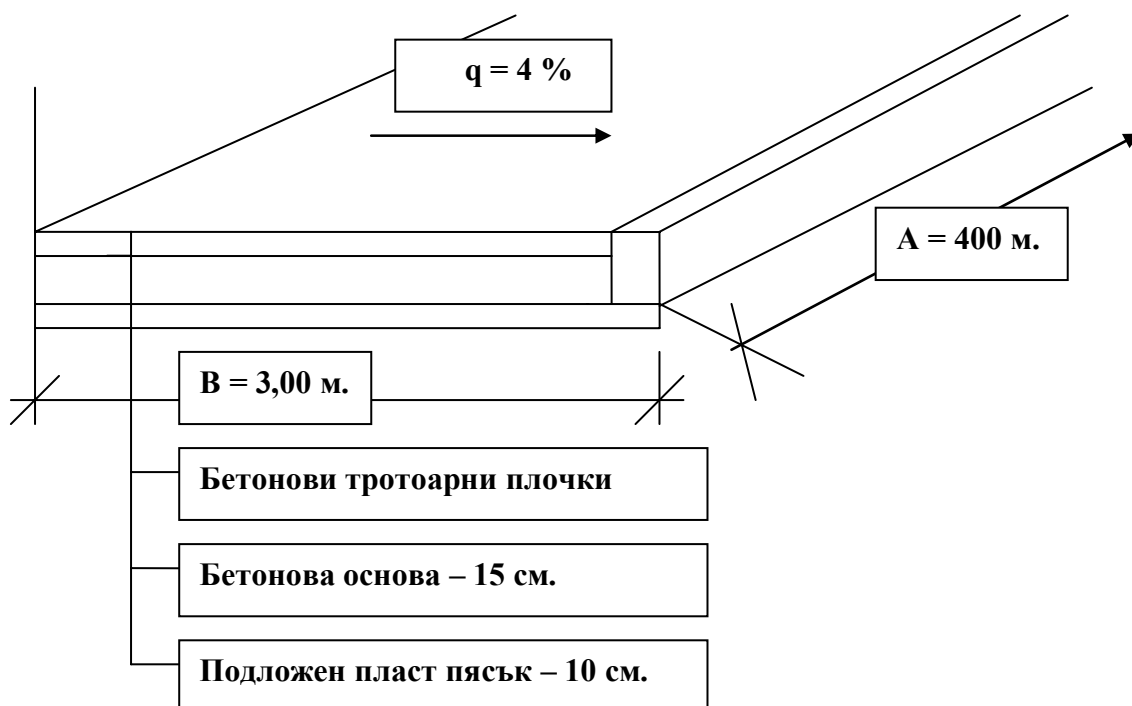 q = 4 %
А = 400 м.
В = 3,00 м.
Бетонови тротоарни плочки
Бетонова основа – 15 см.
Подложен пласт пясък – 10 см.